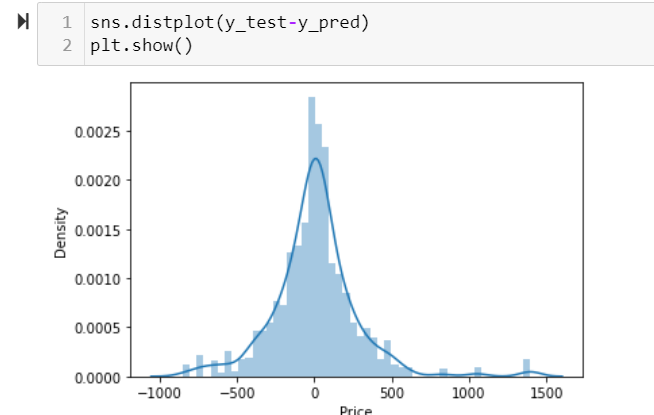 1 sns.distplot(y_test-y_pred)
2 plt.show()
0.0025
0.0020
0.0015
0.0010
0.0005
0.0000
Density
−1000 −500 0 500 1000 1500
Price